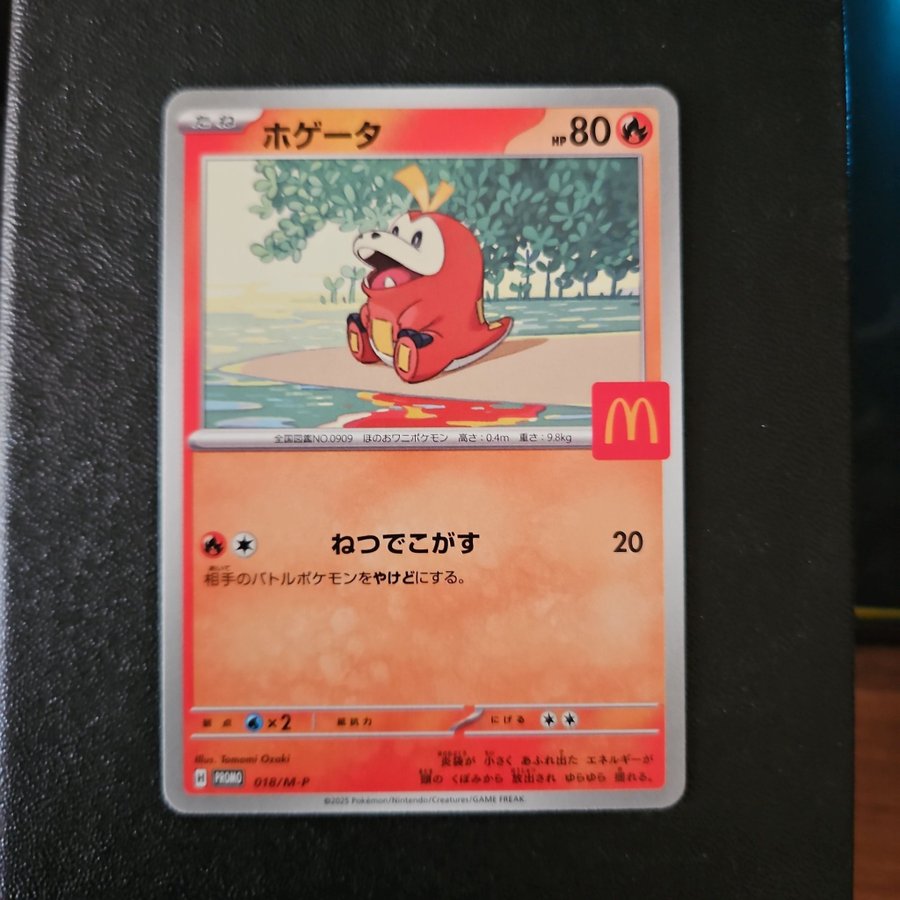 たね ホゲータ HP80
全国図鑑NO.0909 ほのおワニポケモン 高さ:0.4m 重さ:9.8kg
ねつでこがす 20
相手のバトルポケモンをやけどにする。
弱点 ×2 抵抗力 にげる
Illus. Tomomi Ozaki
炎袋が 小さく あふれ出た エネルギーが
頭の くぼみから 放出され ゆらゆら 揺れる。
H PROMO 018/M-P
©2025 Pokémon/Nintendo/Creatures/GAME FREAK